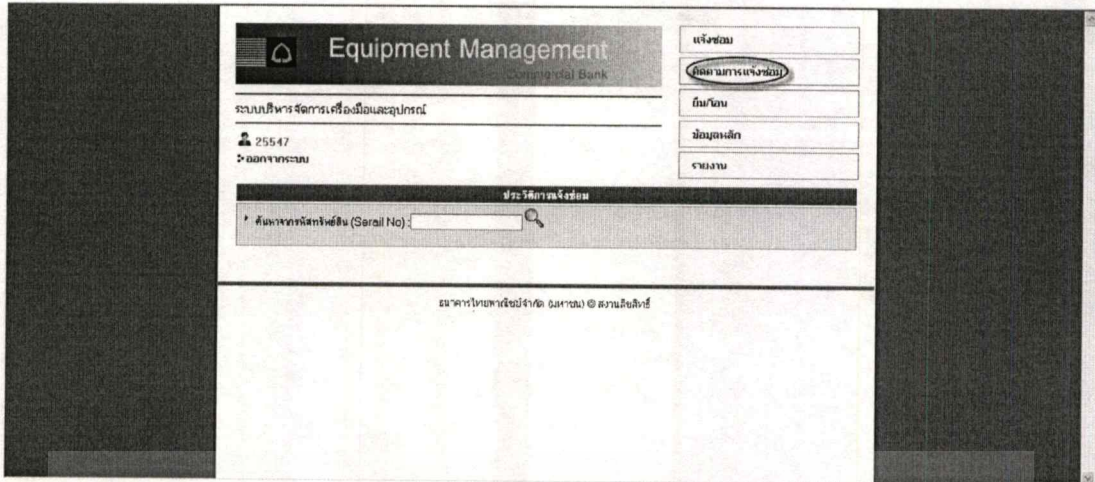 Equipment Management
Commercial Bank
ระบบบริหารจัดการเครื่องมือและอุปกรณ์
25547
ออกจากระบบ
แจ้งซ่อม
ติดตามการแจ้งซ่อม
ยืม/โอน
ข้อมูลหลัก
รายงาน
ประวัติการแจ้งซ่อม
ค้นหาจากรหัสทรัพย์สิน (Serail No) :
ธนาคารไทยพาณิชย์จำกัด (มหาชน) © สงวนลิขสิทธิ์